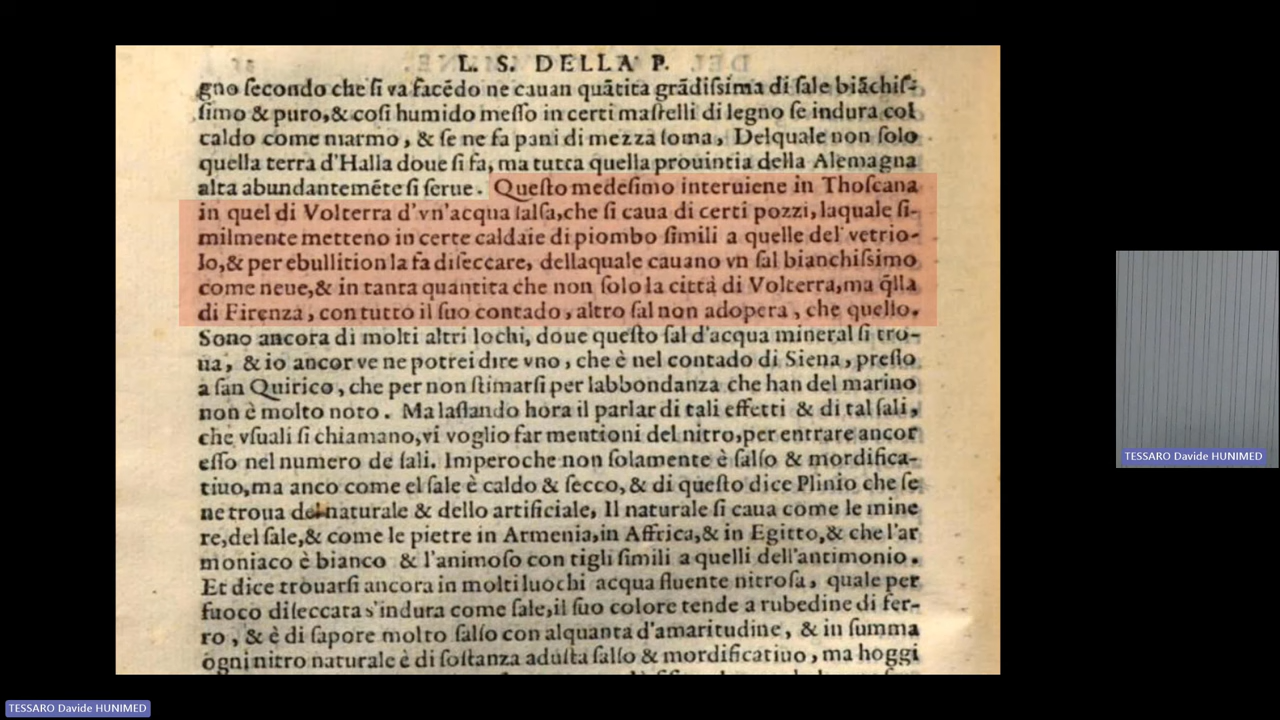 L. S. DELLA P.
gno ſecondo che ſi va facẽdo ne cauan quãtita grãdiſsima di ſale biãchiſ-
ſimo & puro,& coſi humido meſſo in certi maſtelli di legno ſe indura col
caldo come marmo, & ſe ne fa pani di mezza ſoma, Delquale non ſolo
quella terra d'Halla doue ſi fa, ma tutta quella prouintia della Alemagna
alta abundantemẽte ſi ſerue. Queſto medeſimo interuiene in Thoſcana
in quel di Volterra d'vn'acqua ſalſa,che ſi caua di certi pozzi, laquale ſi-
milmente metteno in certe caldaie di piombo ſimili a quelle del vetrio-
lo,& per ebullition la fa diſeccare, dellaquale cauano vn ſal bianchiſsimo
come neue,& in tanta quantita che non ſolo la città di Volterra,ma q̃lla
di Firenza, con tutto il ſuo contado, altro ſal non adopera, che quello.
Sono ancora di molti altri lochi, doue queſto ſal d'acqua mineral ſi tro-
ua, & io ancor ve ne potrei dire vno, che è nel contado di Siena, preſſo
a ſan Quirico, che per non ſtimarſi per labbondanza che han del marino
non è molto noto. Ma laſſando hora il parlar di tali effetti & di tal ſali,
che vſuali ſi chiamano,vi voglio far mentioni del nitro,per entrare ancor
eſſo nel numero de ſali. Imperoche non ſolamente è ſalſo & mordifica-
tiuo,ma anco come el ſale è caldo & ſecco, & di queſto dice Plinio che ſe
ne troua del naturale & dello artificiale, Il naturale ſi caua come le mine
re,del ſale,& come le pietre in Armenia,in Affrica,& in Egitto,& che l'ar
moniaco è bianco & l'animoſo con tigli ſimili a quelli dell'antimonio.
Et dice trouarſi ancora in molti luochi acqua fluente nitroſa, quale per
fuoco diſeccata s'indura come ſale,il ſuo colore tende a rubedine di fer-
ro, & è di ſapore molto ſalſo con alquanta d'amaritudine, & in ſumma
ogni nitro naturale è di ſoſtanza aduſta ſalſo & mordificatiuo, ma hoggi
TESSARO Davide HUNIMED
TESSARO Davide HUNIMED